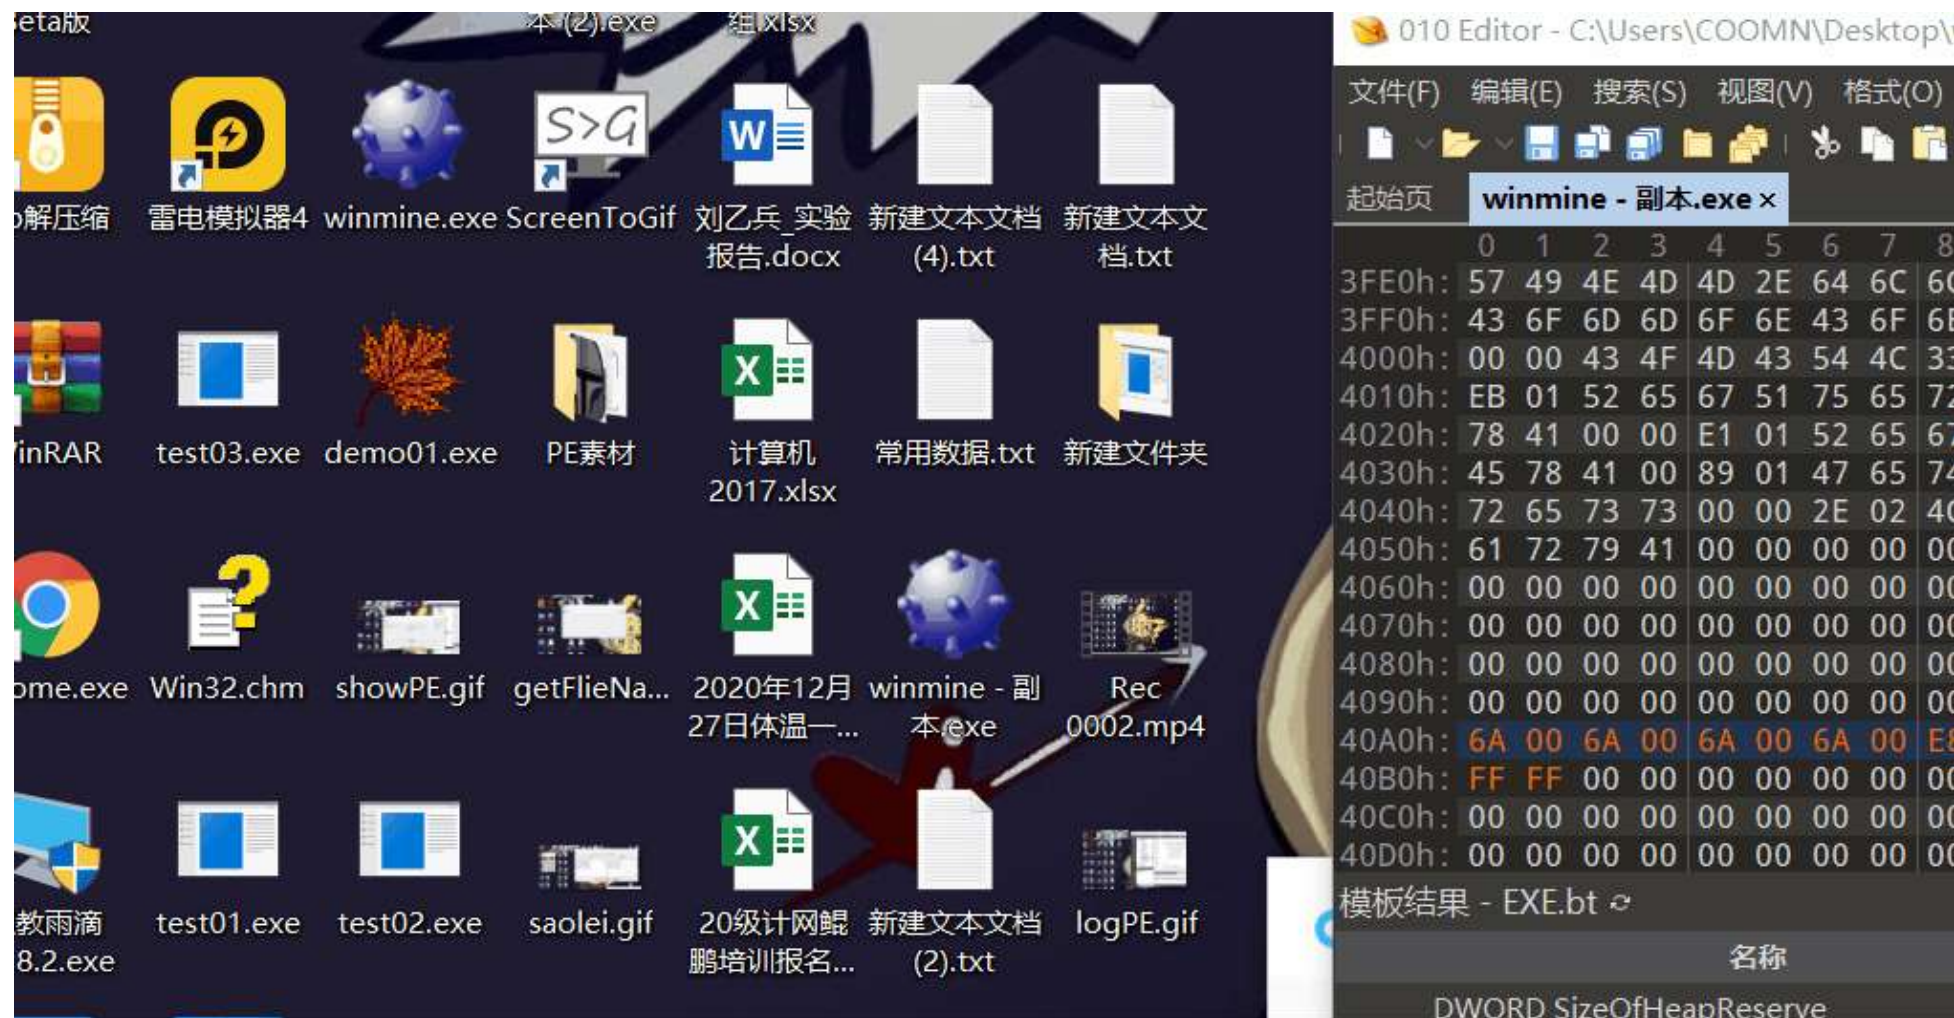 eta版
本 (2).exe
组.xlsx
解压缩
雷电模拟器4
winmine.exe
ScreenToGif
刘乙兵_实验
报告.docx
新建文本文档
(4).txt
新建文本文
档.txt
inRAR
test03.exe
demo01.exe
PE素材
计算机
2017.xlsx
常用数据.txt
新建文件夹
ome.exe
Win32.chm
showPE.gif
getFlieNa...
2020年12月
27日体温一...
winmine - 副
本.exe
Rec
0002.mp4
教雨滴
8.2.exe
test01.exe
test02.exe
saolei.gif
20级计网鲲
鹏培训报名...
新建文本文档
(2).txt
logPE.gif
S>G
W
X
X
X
010 Editor - C:\Users\COOMN\Desktop\
文件(F) 编辑(E) 搜索(S) 视图(V) 格式(O)
起始页 winmine - 副本.exe ×
0 1 2 3 4 5 6 7 8
3FE0h: 57 49 4E 4D 4D 2E 64 6C 6C
3FF0h: 43 6F 6D 6D 6F 6E 43 6F 6E
4000h: 00 00 43 4F 4D 43 54 4C 33
4010h: EB 01 52 65 67 51 75 65 72
4020h: 78 41 00 00 E1 01 52 65 67
4030h: 45 78 41 00 89 01 47 65 74
4040h: 72 65 73 73 00 00 2E 02 4C
4050h: 61 72 79 41 00 00 00 00 00
4060h: 00 00 00 00 00 00 00 00 00
4070h: 00 00 00 00 00 00 00 00 00
4080h: 00 00 00 00 00 00 00 00 00
4090h: 00 00 00 00 00 00 00 00 00
40A0h: 6A 00 6A 00 6A 00 6A 00 E8
40B0h: FF FF 00 00 00 00 00 00 00
40C0h: 00 00 00 00 00 00 00 00 00
40D0h: 00 00 00 00 00 00 00 00 00
模板结果 - EXE.bt
名称
DWORD SizeOfHeapReserve